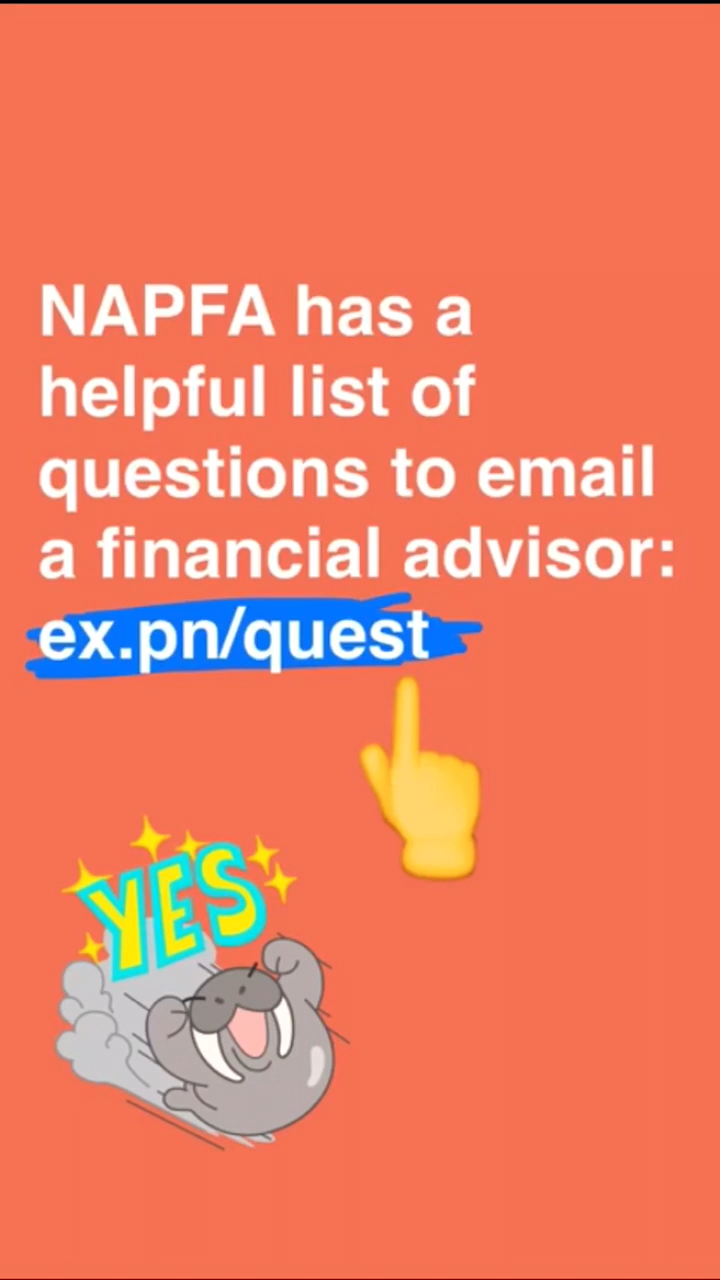 NAPFA has a
helpful list of
questions to email
a financial advisor:
ex.pn/quest
YES